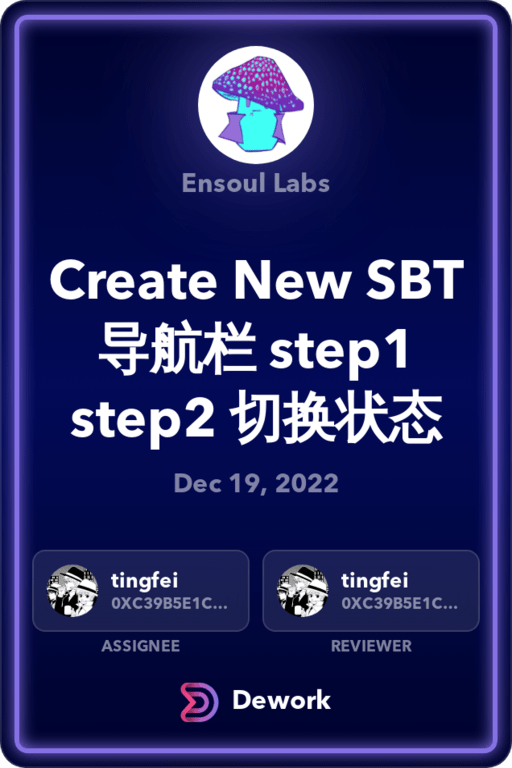 Ensoul Labs
Create New SBT
导航栏 step1
step2 切换状态
Dec 19, 2022
tingfei
0XC39B5E1C...
ASSIGNEE
tingfei
0XC39B5E1C...
REVIEWER
Dework